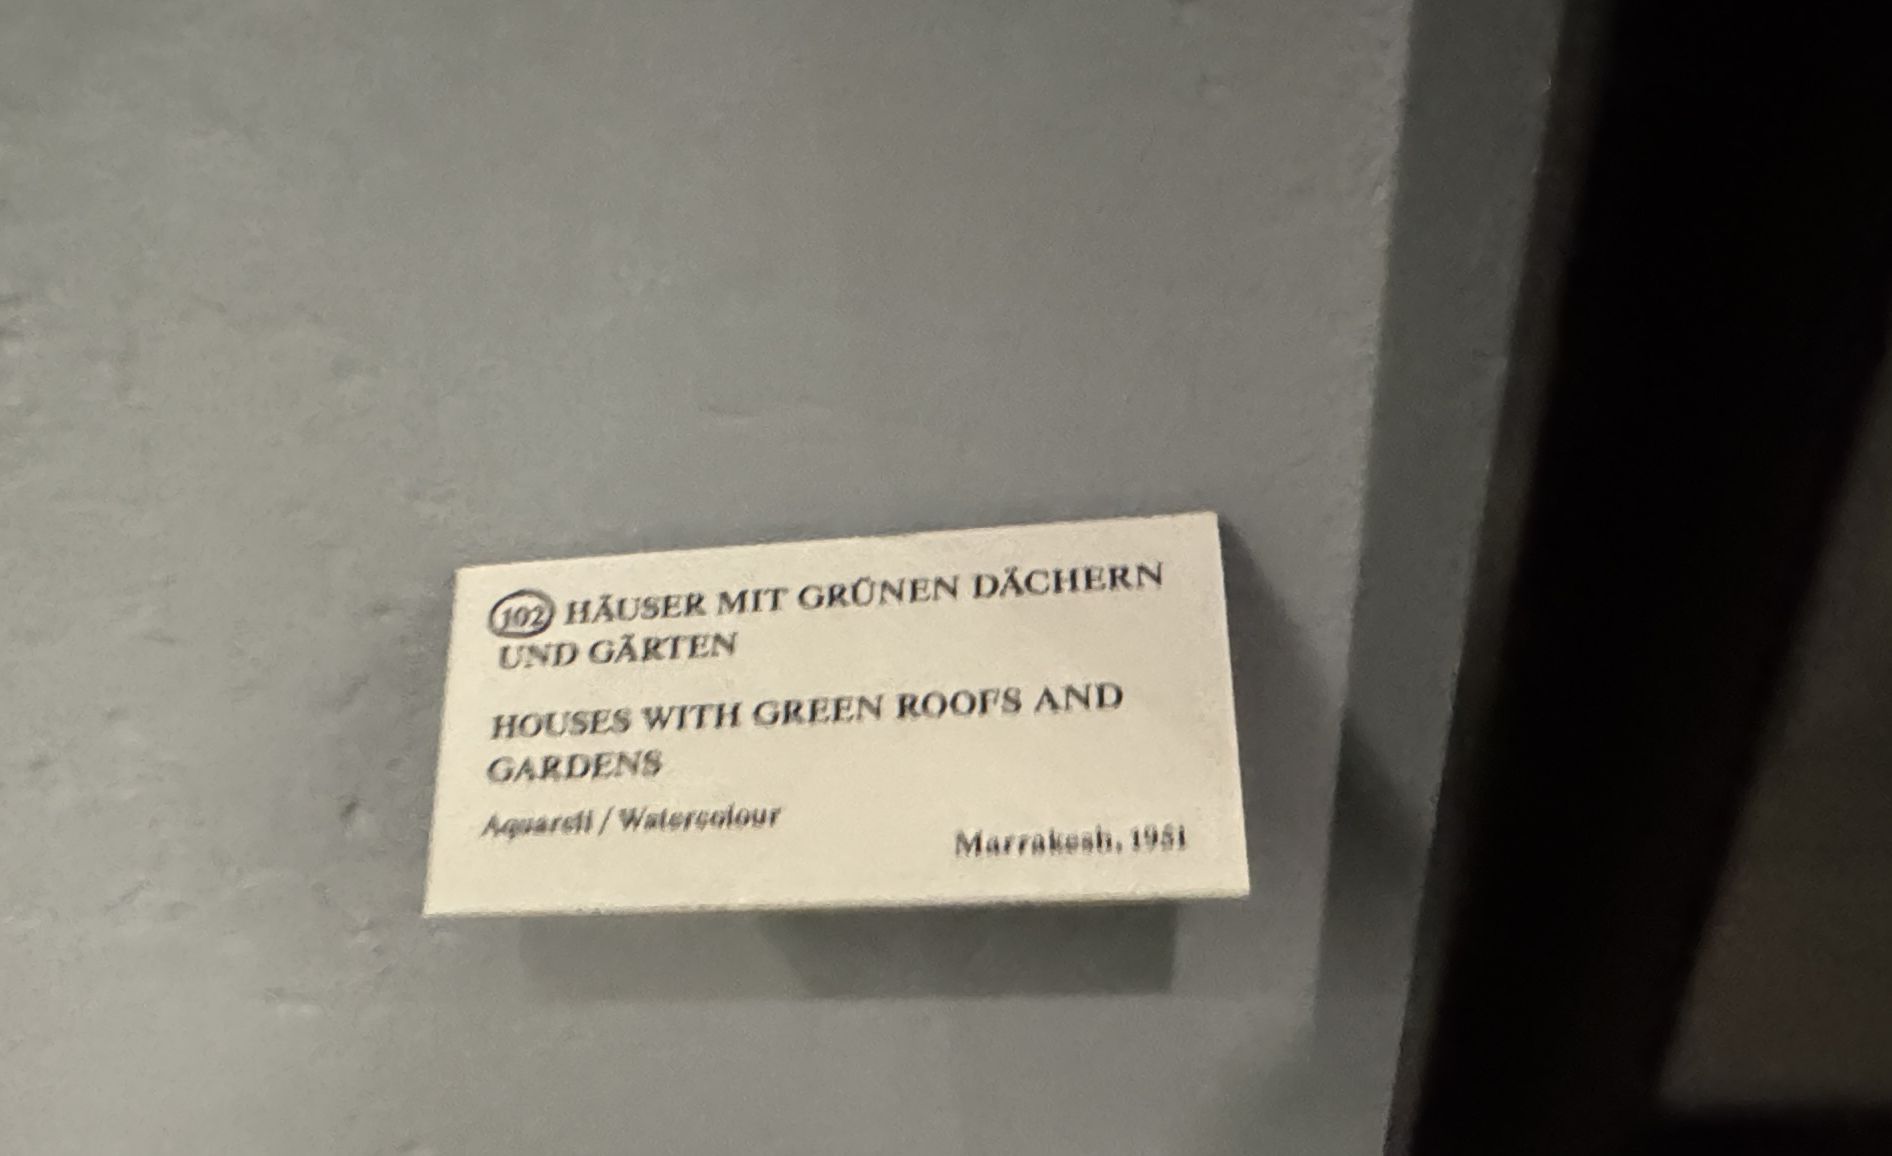 102 HÄUSER MIT GRÜNEN DÄCHERN
UND GÄRTEN
HOUSES WITH GREEN ROOFS AND
GARDENS
Aquarell / Watercolour
Marrakesh, 1951